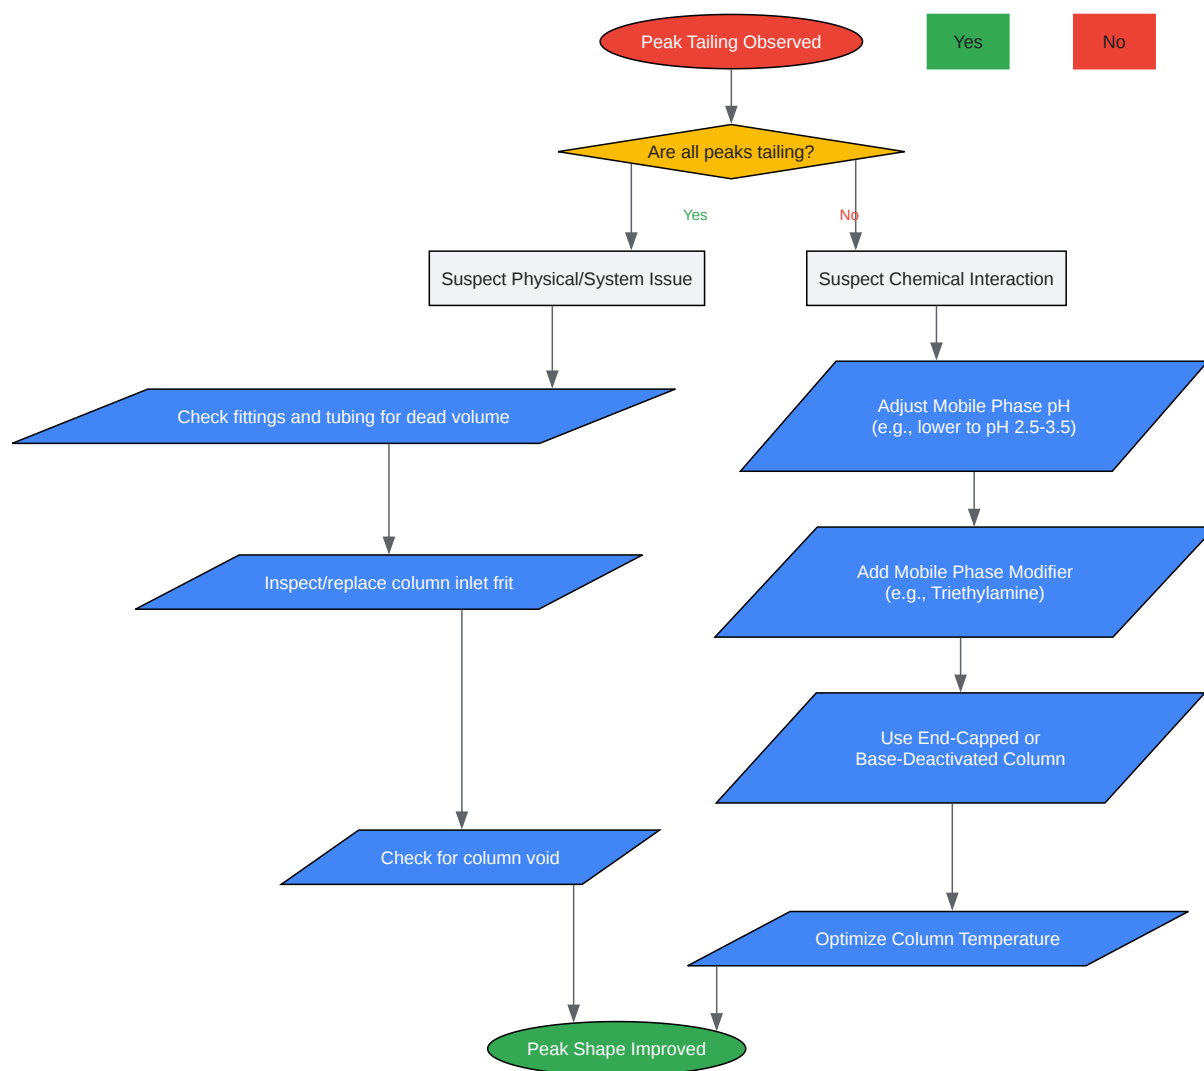 Peak Tailing Observed
Yes
No
Are all peaks tailing?
Yes
No
Suspect Physical/System Issue
Suspect Chemical Interaction
Check fittings and tubing for dead volume
Adjust Mobile Phase pH
(e.g., lower to pH 2.5-3.5)
Inspect/replace column inlet frit
Add Mobile Phase Modifier
(e.g., Triethylamine)
Use End-Capped or
Base-Deactivated Column
Check for column void
Optimize Column Temperature
Peak Shape Improved